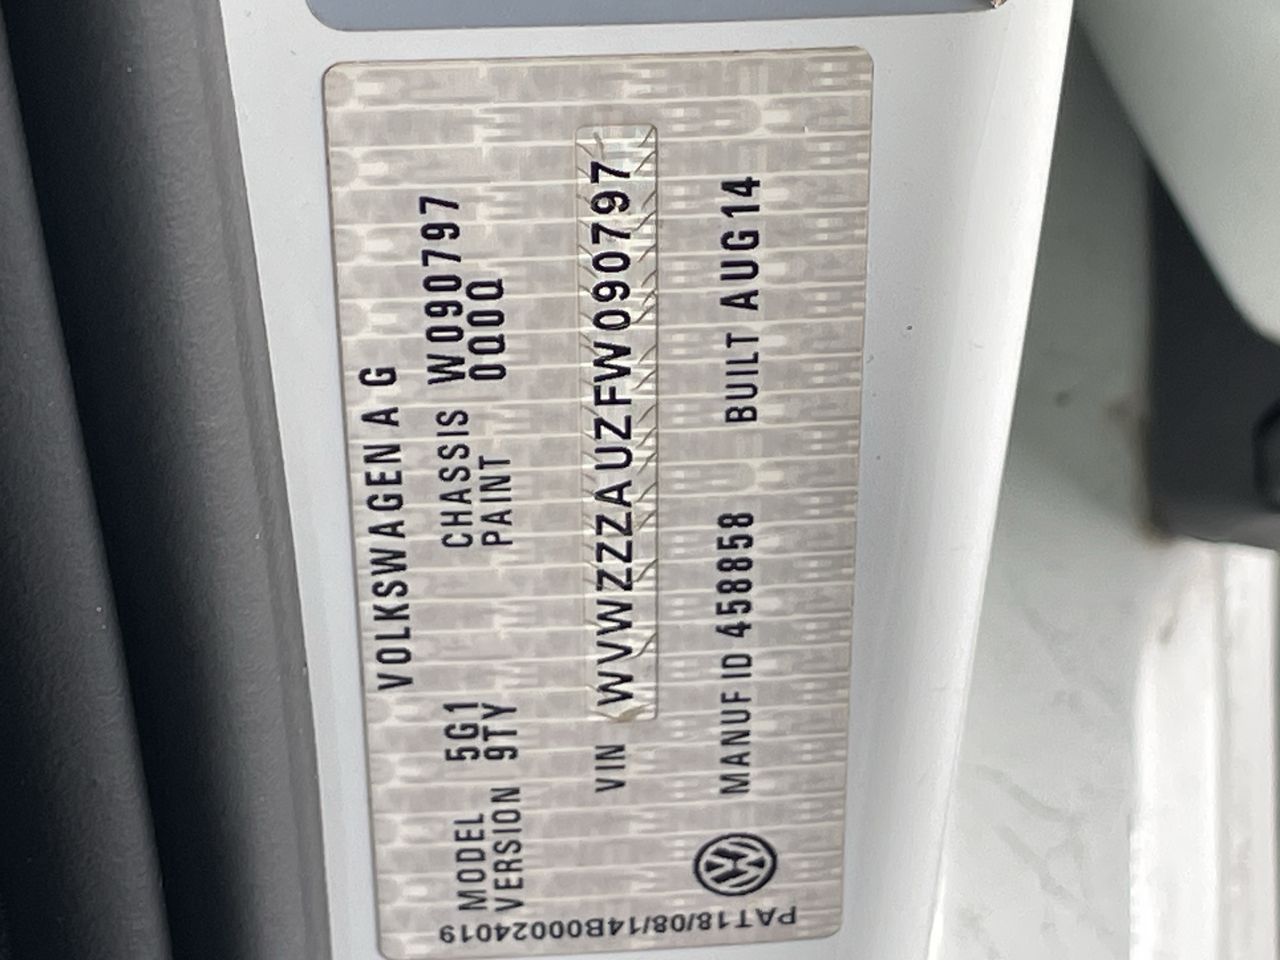 VOLKSWAGEN AG
MODEL 5G1 CHASSIS W090797
VERSION 9TY PAINT 0Q0Q
VIN WVWZZZAUZFW090797
MANUF ID 458858 BUILT AUG14
PAT18/08/14B00024019